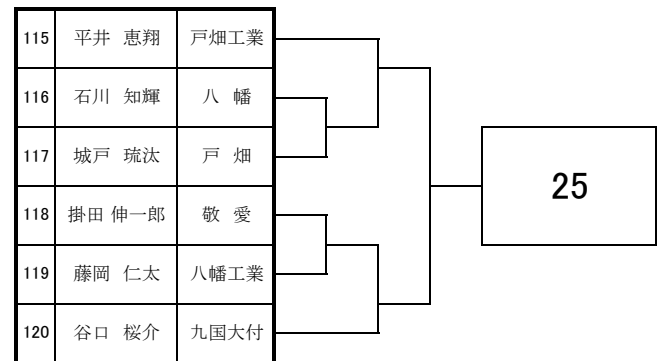 115 平井 恵翔 戸畑工業
116 石川 知輝 八 幡
117 城戸 琉汰 戸 畑
25
118 掛田 伸一郎 敬 愛
119 藤岡 仁太 八幡工業
120 谷口 桜介 九国大付